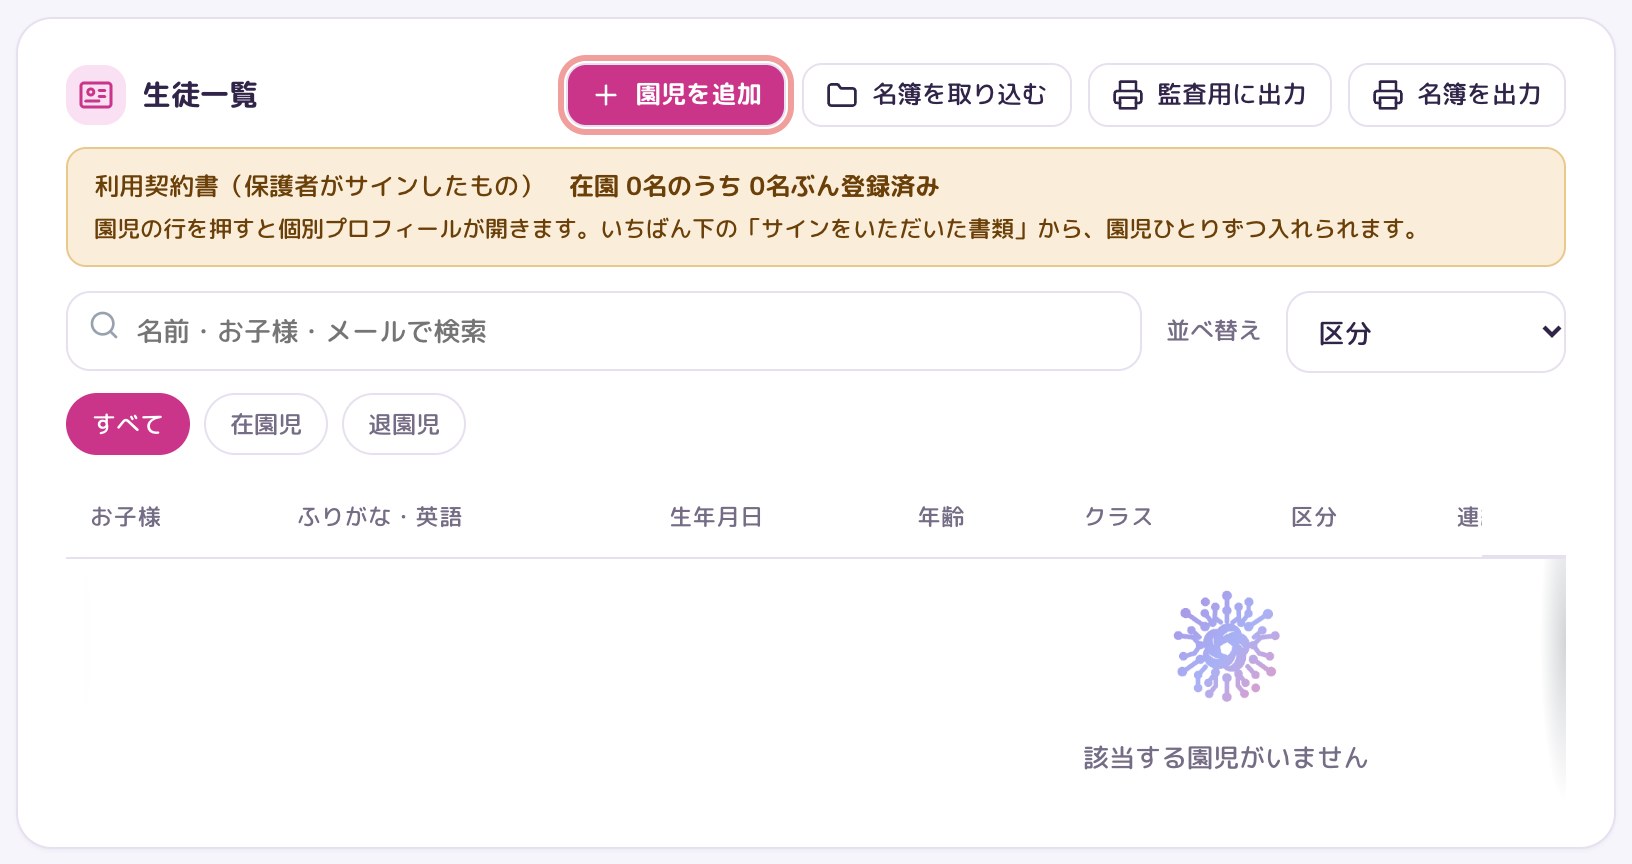 生徒一覧
園児を追加
名簿を取り込む
監査用に出力
名簿を出力
利用契約書（保護者がサインしたもの） 在園 0名のうち 0名ぶん登録済み
園児の行を押すと個別プロフィールが開きます。いちばん下の「サインをいただいた書類」から、園児ひとりずつ入れられます。
名前・お子様・メールで検索
並べ替え
区分
すべて
在園児
退園児
お子様
ふりがな・英語
生年月日
年齢
クラス
区分
連
該当する園児がいません